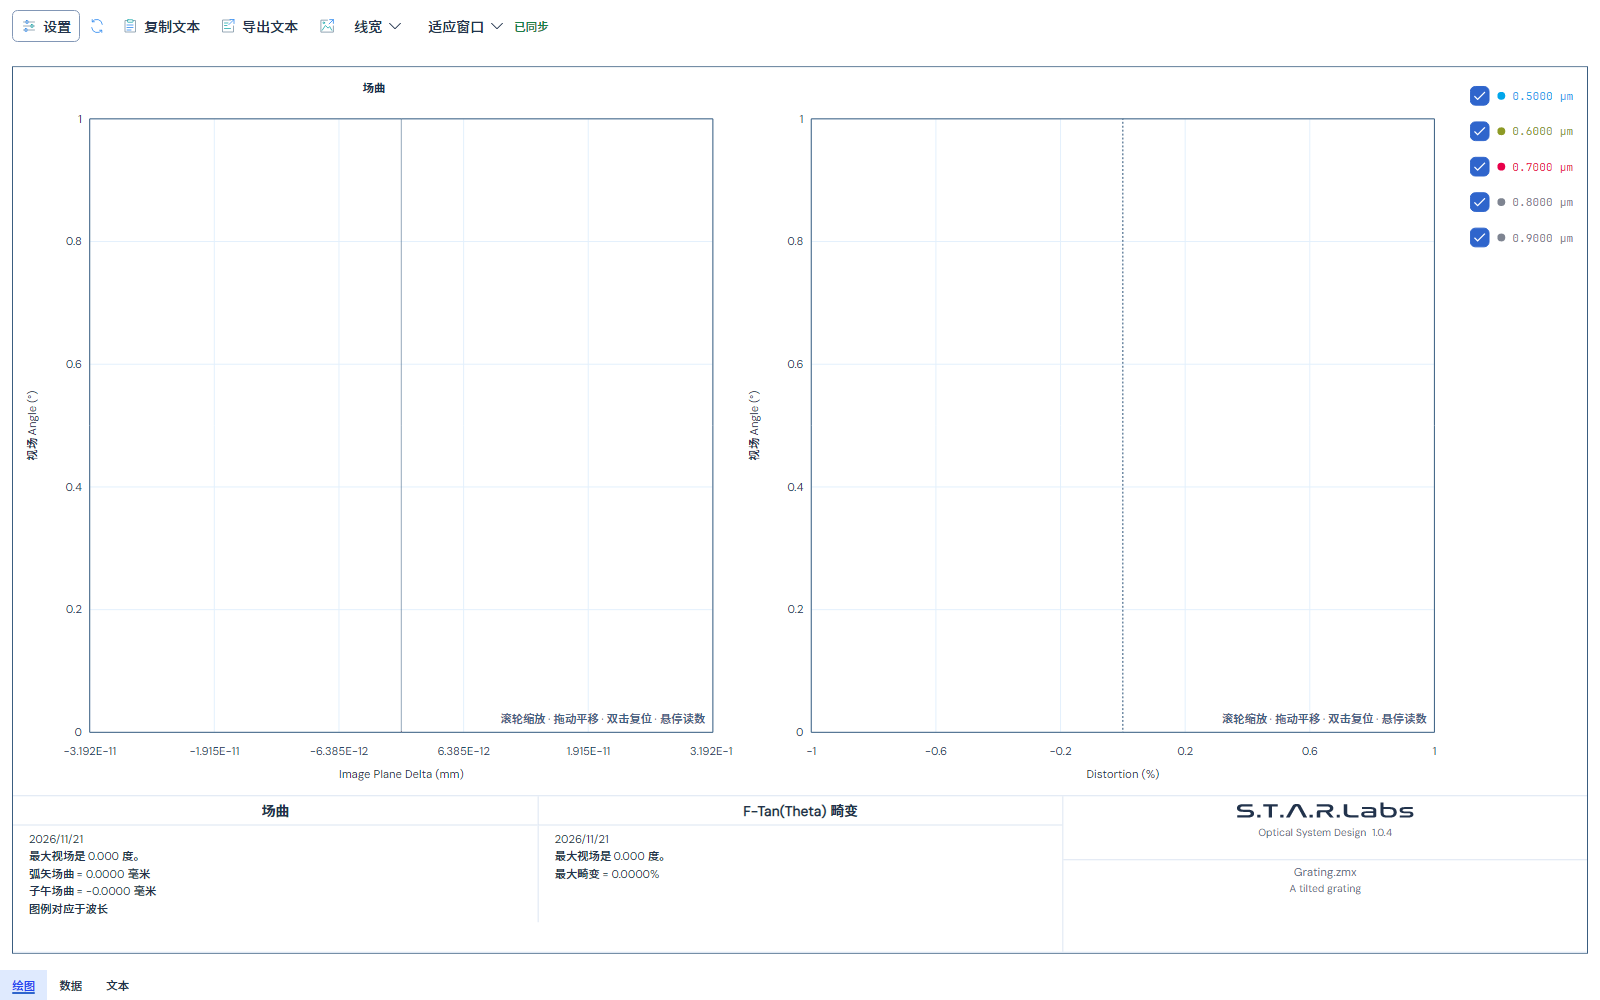 设置 复制文本 导出文本 线宽 适应窗口 已同步
场曲
0.5000 µm
0.6000 µm
0.7000 µm
0.8000 µm
0.9000 µm
1
0.8
0.6
0.4
0.2
0
视场 Angle (°)
滚轮缩放 · 拖动平移 · 双击复位 · 悬停读数
-3.192E-11 -1.915E-11 -6.385E-12 6.385E-12 1.915E-11 3.192E-1
Image Plane Delta (mm)
1
0.8
0.6
0.4
0.2
0
视场 Angle (°)
滚轮缩放 · 拖动平移 · 双击复位 · 悬停读数
-1 -0.6 -0.2 0.2 0.6 1
Distortion (%)
场曲
2026/11/21
最大视场是 0.000 度。
弧矢场曲 = 0.0000 毫米
子午场曲 = -0.0000 毫米
图例对应于波长
F-Tan(Theta) 畸变
2026/11/21
最大视场是 0.000 度。
最大畸变 = 0.0000%
S.T.A.R.Labs
Optical System Design 1.0.4
Grating.zmx
A tilted grating
绘图 数据 文本